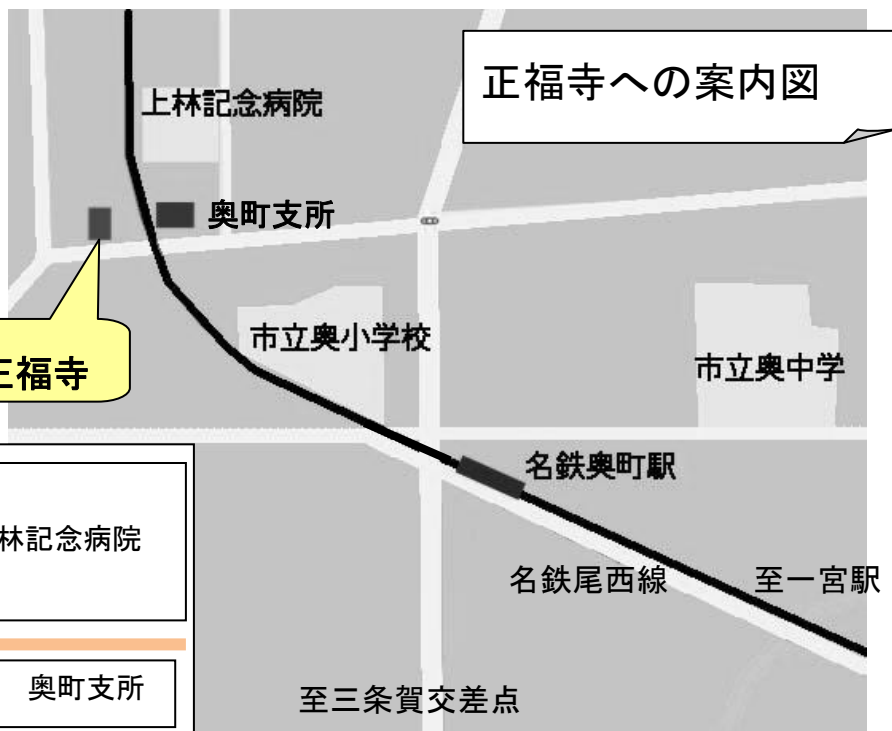 正福寺への案内図
上林記念病院
奥町支所
市立奥小学校
正福寺
市立奥中学
名鉄奥町駅
林記念病院
名鉄尾西線
至一宮駅
奥町支所
至三条賀交差点